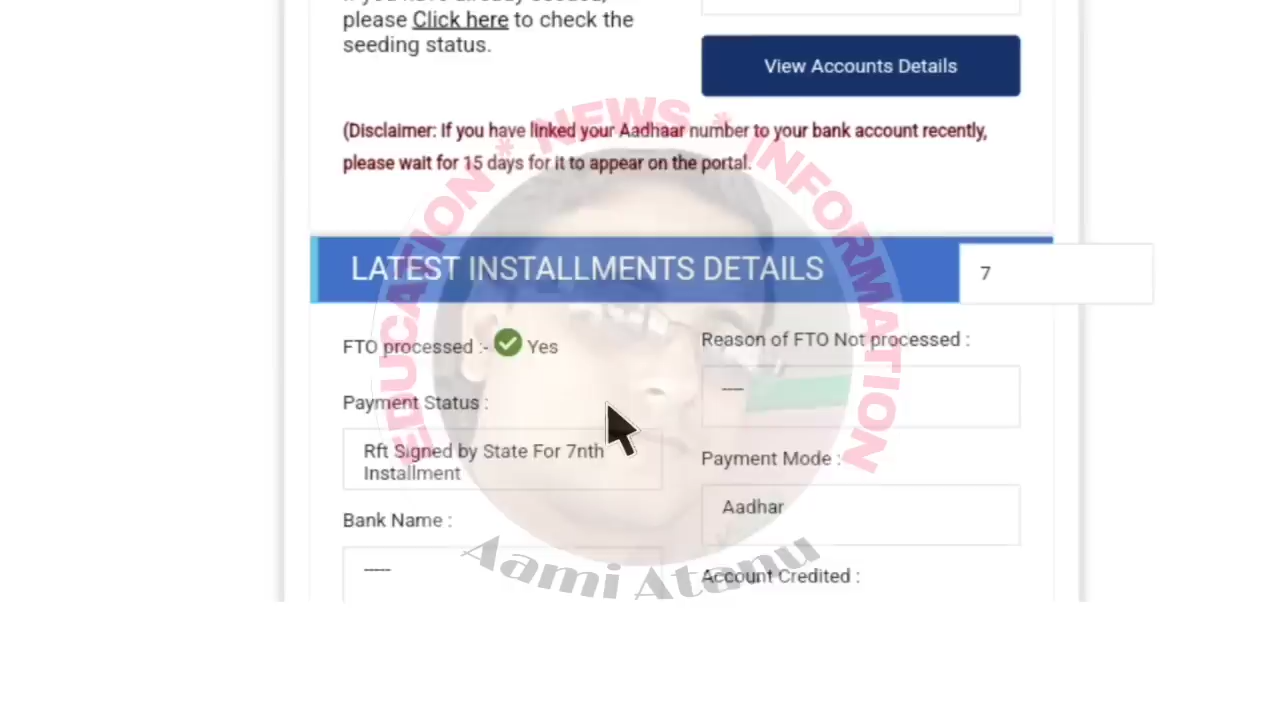 please Click here to check the
seeding status.
View Accounts Details
(Disclaimer: If you have linked your Aadhaar number to your bank account recently,
please wait for 15 days for it to appear on the portal.
LATEST INSTALLMENTS DETAILS
7
FTO processed :- Yes
Reason of FTO Not processed :
----
Payment Status :
Rft Signed by State For 7nth
Installment
Payment Mode :
Aadhar
Bank Name :
-----
Account Credited :
EDUCATION * NEWS * INFORMATION
Aami Atanu